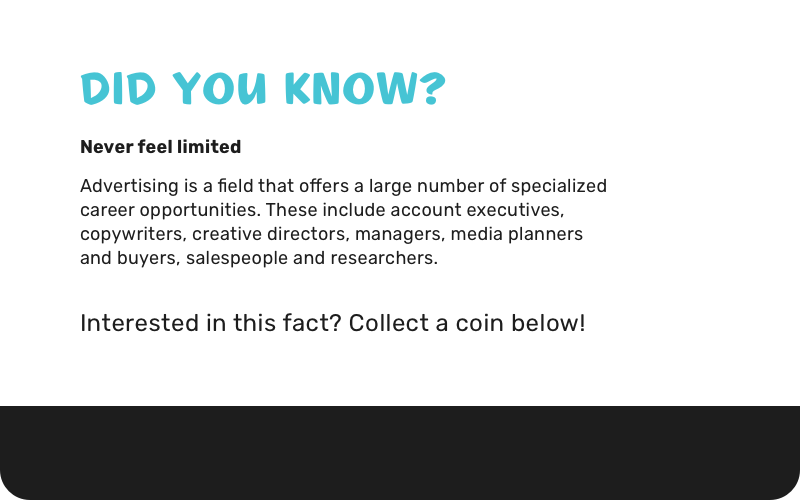 DID YOU KNOW?
Never feel limited
Advertising is a field that offers a large number of specialized
career opportunities. These include account executives,
copywriters, creative directors, managers, media planners
and buyers, salespeople and researchers.
Interested in this fact? Collect a coin below!